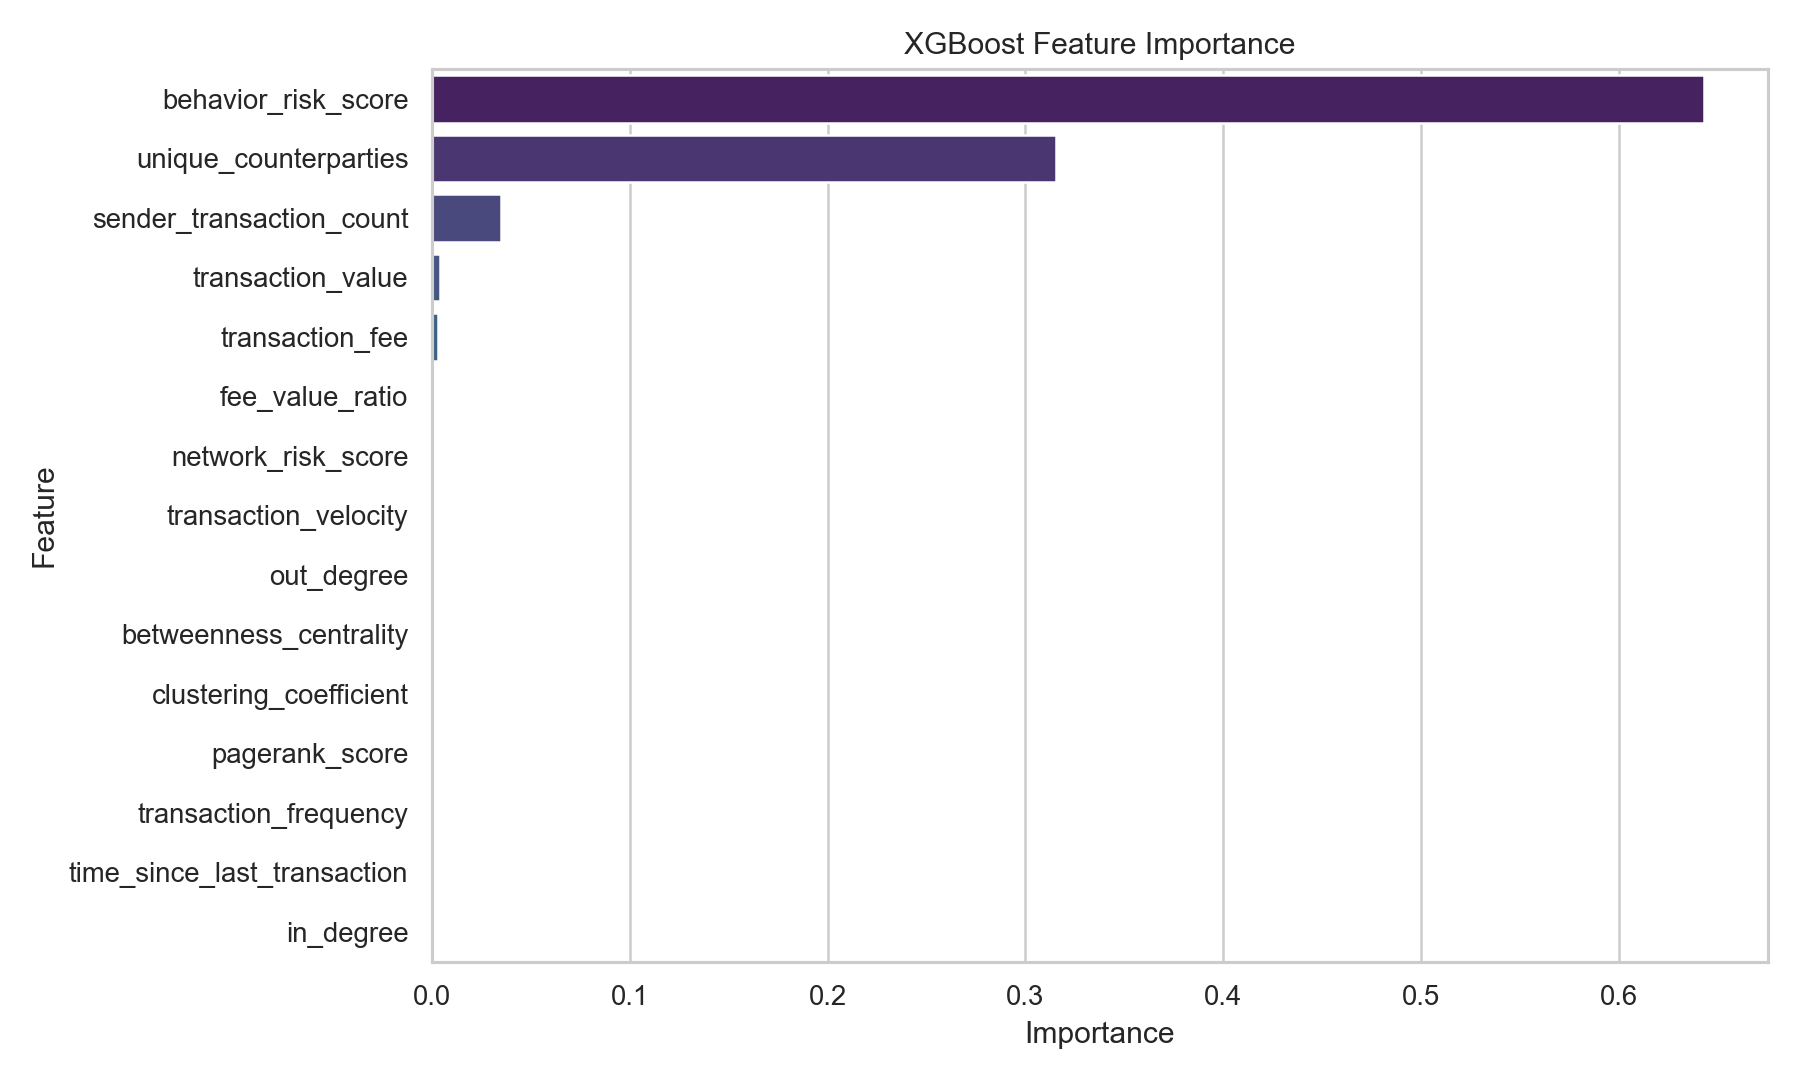 XGBoost Feature Importance
behavior_risk_score
unique_counterparties
sender_transaction_count
transaction_value
transaction_fee
fee_value_ratio
network_risk_score
transaction_velocity
out_degree
betweenness_centrality
clustering_coefficient
pagerank_score
transaction_frequency
time_since_last_transaction
in_degree
Feature
0.0 0.1 0.2 0.3 0.4 0.5 0.6
Importance